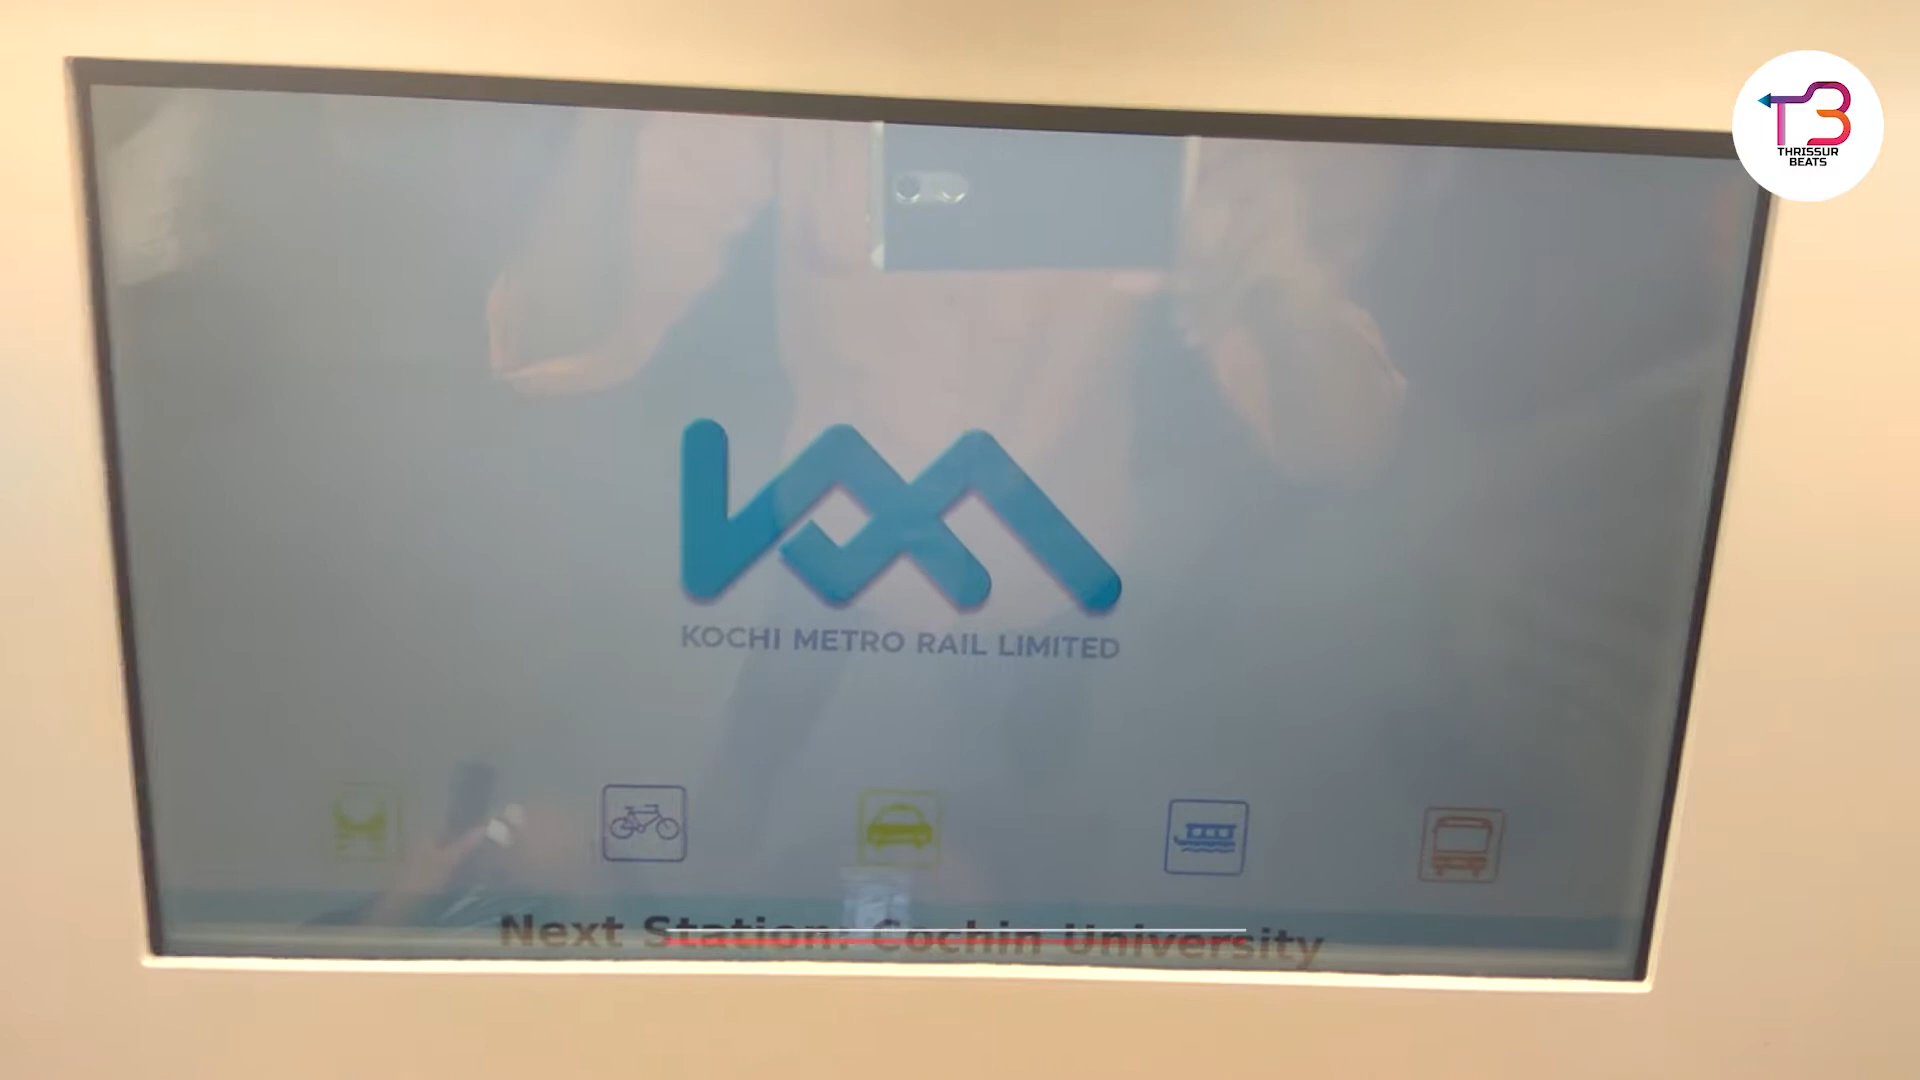 THRISSUR
BEATS
KOCHI METRO RAIL LIMITED
Next Station: Cochin University